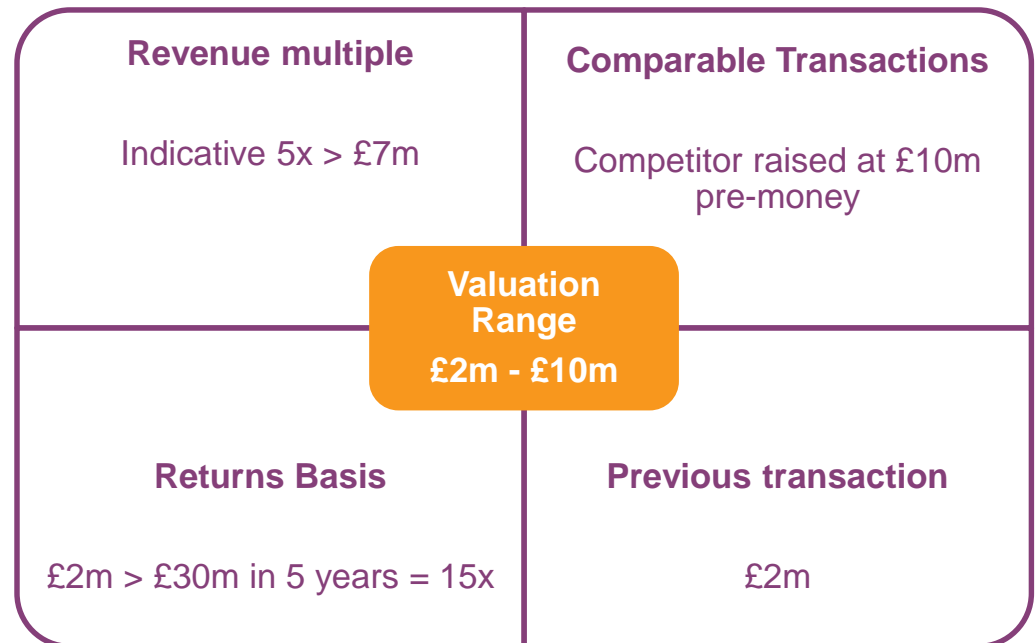 Revenue multiple
Indicative 5x > £7m
Comparable Transactions
Competitor raised at £10m
pre-money
Valuation
Range
£2m - £10m
Returns Basis
£2m > £30m in 5 years = 15x
Previous transaction
£2m